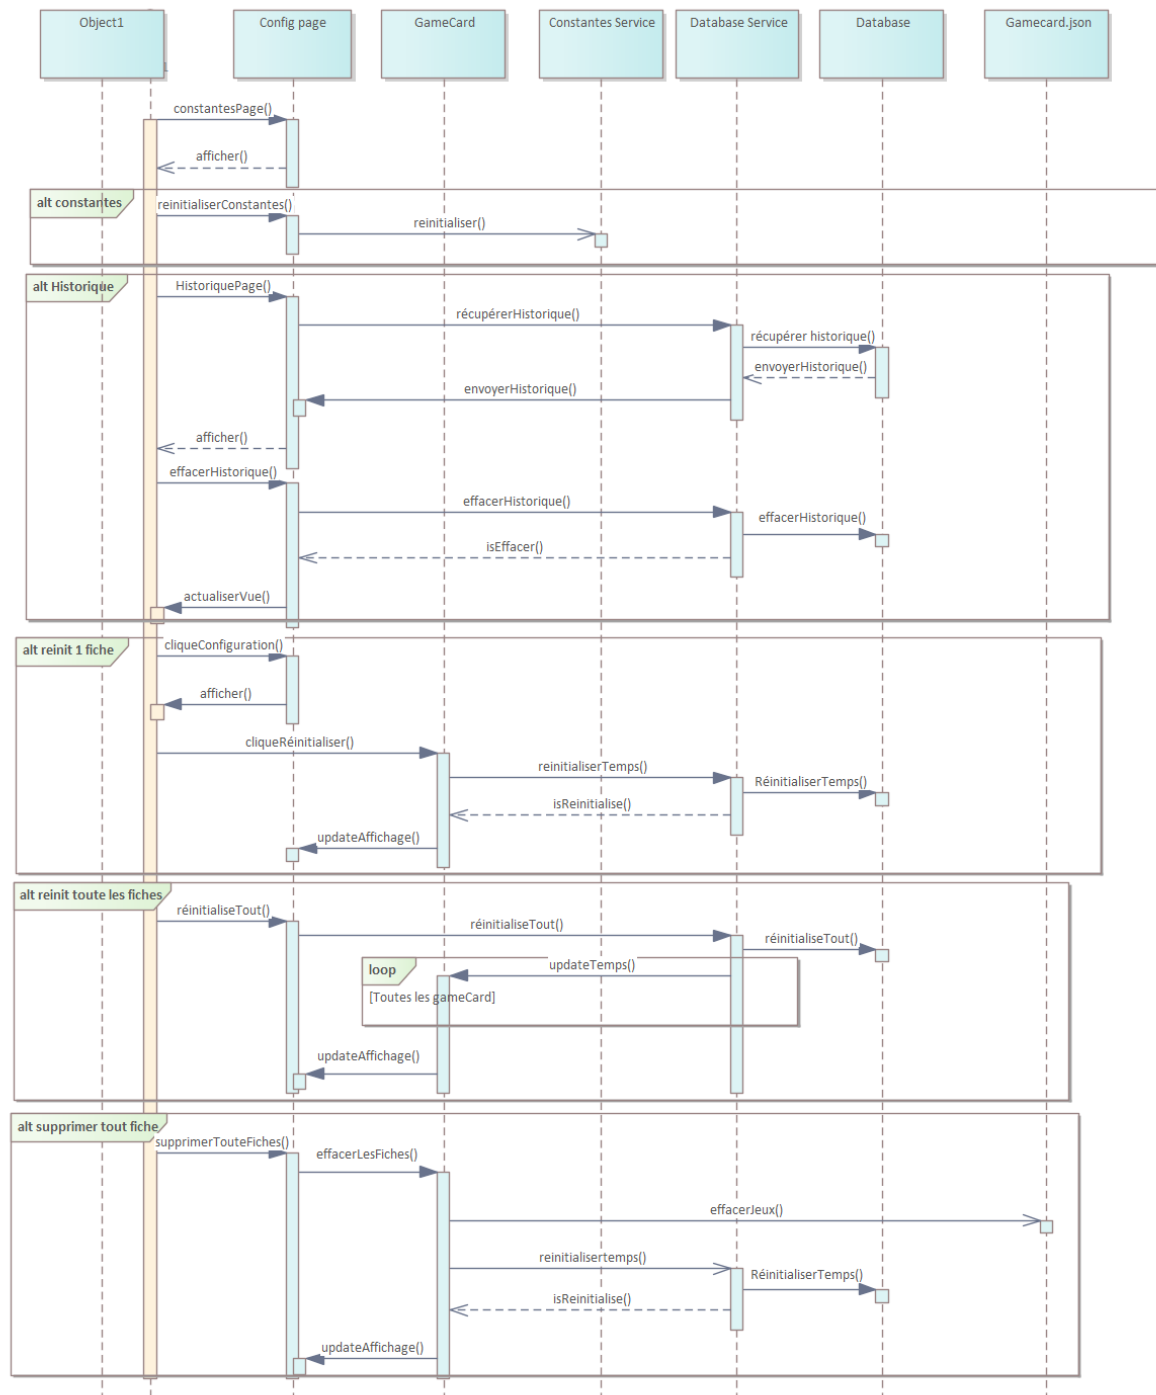 Object1
Config page
GameCard
Constantes Service
Database Service
Database
Gamecard.json
constantesPage()
afficher()
alt constantes
reinitialiserConstantes()
reinitialiser()
alt Historique
HistoriquePage()
récupérerHistorique()
récupérer historique()
envoyerHistorique()
envoyerHistorique()
afficher()
effacerHistorique()
effacerHistorique()
effacerHistorique()
isEffacer()
actualiserVue()
alt reinit 1 fiche
cliqueConfiguration()
afficher()
cliqueRéinitialiser()
reinitialiserTemps()
RéinitialiserTemps()
isReinitialise()
updateAffichage()
alt reinit toute les fiches
réinitialiseTout()
réinitialiseTout()
réinitialiseTout()
loop
updateTemps()
[Toutes les gameCard]
updateAffichage()
alt supprimer tout fiche
supprimerTouteFiches()
effacerLesFiches()
effacerJeux()
reinitialisertemps()
RéinitialiserTemps()
isReinitialise()
updateAffichage()